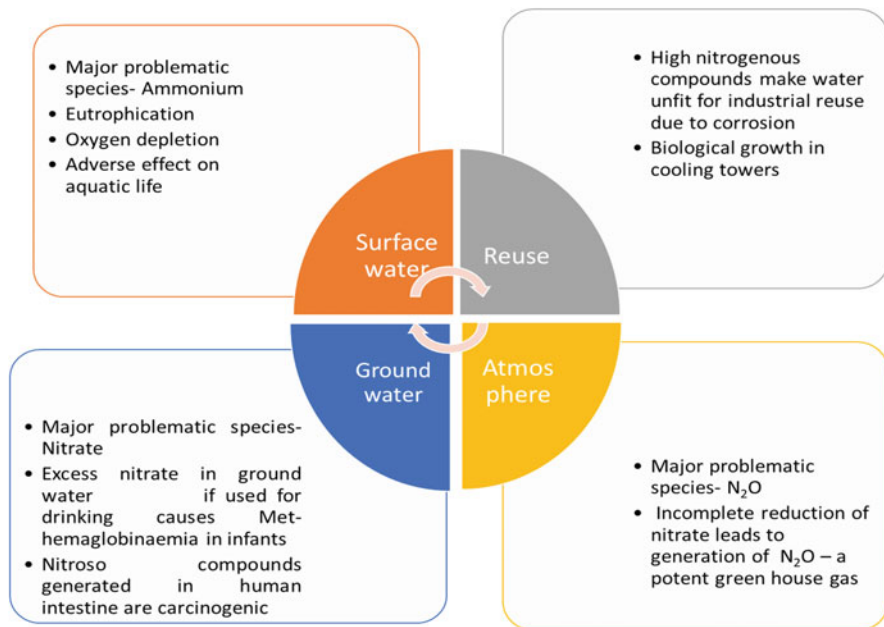 • Major problematic
species- Ammonium
• Eutrophication
• Oxygen depletion
• Adverse effect on
aquatic life
• High nitrogenous
compounds make water
unfit for industrial reuse
due to corrosion
• Biological growth in
cooling towers
Surface
water
Reuse
Ground
water
Atmos
phere
• Major problematic species-
Nitrate
• Excess nitrate in ground
water if used for
drinking causes Met-
hemaglobinaemia in infants
• Nitroso compounds
generated in human
intestine are carcinogenic
• Major problematic
species- N₂O
• Incomplete reduction of
nitrate leads to
generation of N₂O – a
potent green house gas